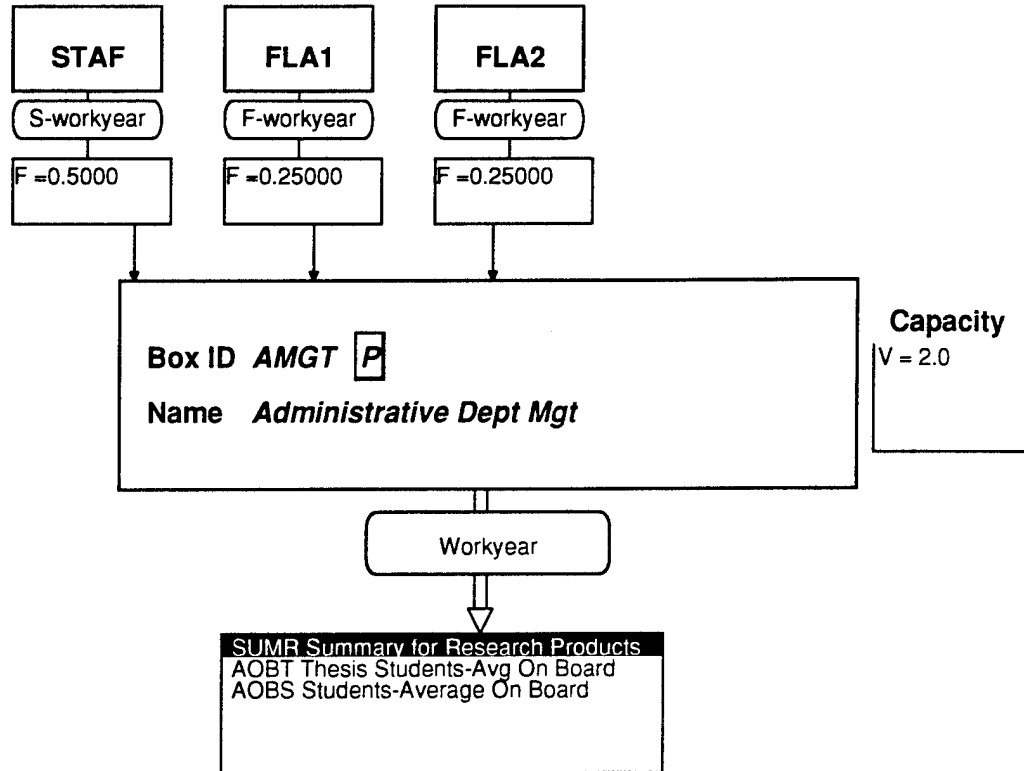 STAF FLA1 FLA2
S-workyear F-workyear F-workyear
F =0.5000 F =0.25000 F =0.25000
Capacity
V = 2.0
Box ID AMGT P
Name Administrative Dept Mgt
Workyear
SUMR Summary for Research Products
AOBT Thesis Students-Avg On Board
AOBS Students-Average On Board